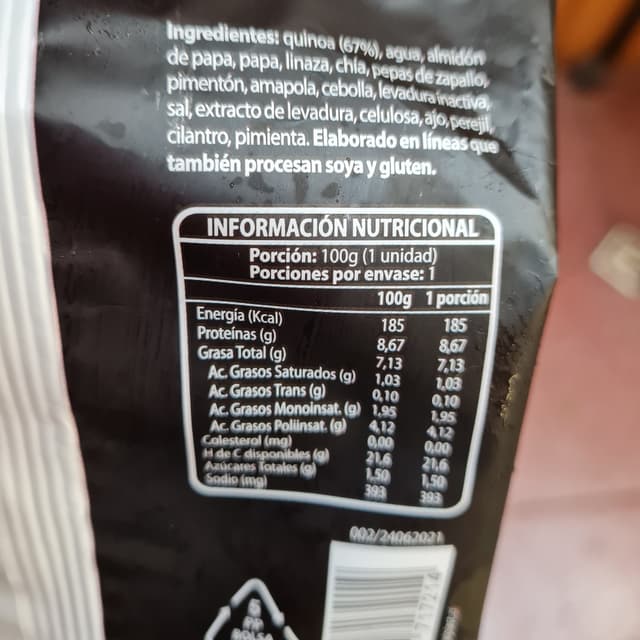 Ingredientes: quinoa (67%), agua, almidón
de papa, papa, linaza, chía, pepas de zapallo,
pimentón, amapola, cebolla, levadura inactiva,
sal, extracto de levadura, celulosa, ajo, perejil,
cilantro, pimienta. Elaborado en líneas que
también procesan soya y gluten.
INFORMACIÓN NUTRICIONAL
Porción: 100g (1 unidad)
Porciones por envase: 1
100g 1 porción
Energía (Kcal) 185 185
Proteínas (g) 8,67 8,67
Grasa Total (g) 7,13 7,13
Ac. Grasos Saturados (g) 1,03 1,03
Ac. Grasos Trans (g) 0,10 0,10
Ac. Grasos Monoinsat. (g) 1,95 1,95
Ac. Grasos Poliinsat. (g) 4,12 4,12
Colesterol (mg) 0,00 0,00
H de C disponibles (g) 21,6 21,6
Azúcares Totales (g) 1,50 1,50
Sodio (mg) 393 393
002/24062021
5
PP
BOLSA